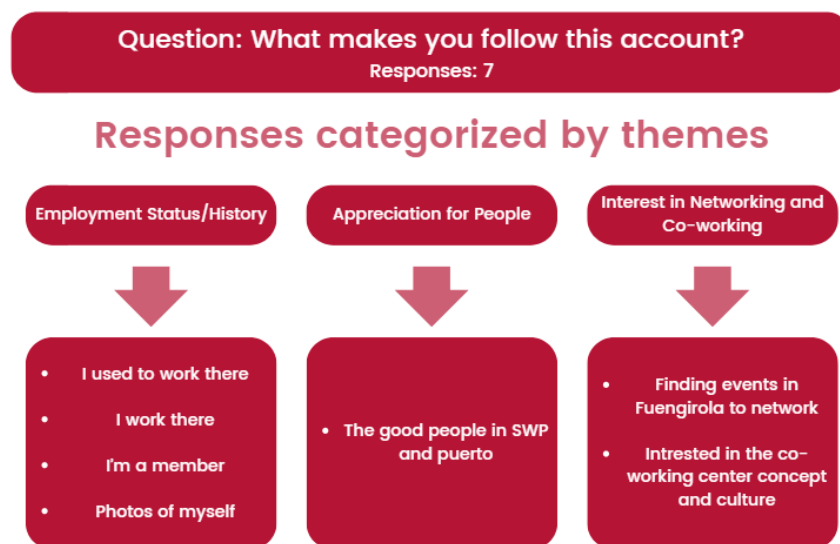 Question: What makes you follow this account?
Responses: 7
Responses categorized by themes
Employment Status/History
Appreciation for People
Interest in Networking and
Co-working
• I used to work there
• I work there
• I'm a member
• Photos of myself
• The good people in SWP
and puerto
• Finding events in
Fuengirola to network
• Intrested in the co-
working center concept
and culture